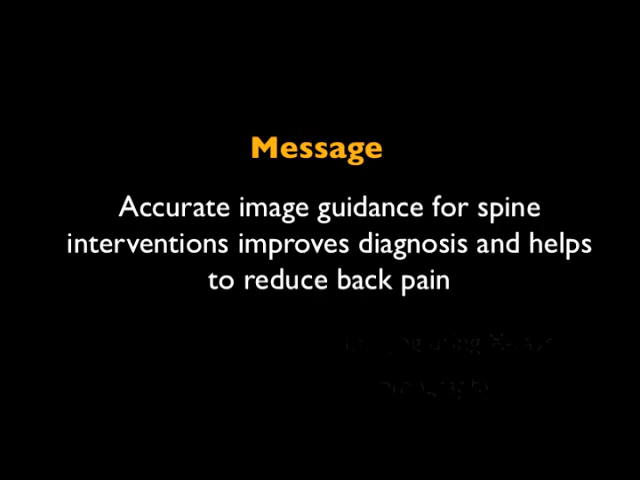 Message
Accurate image guidance for spine
interventions improves diagnosis and helps
to reduce back pain